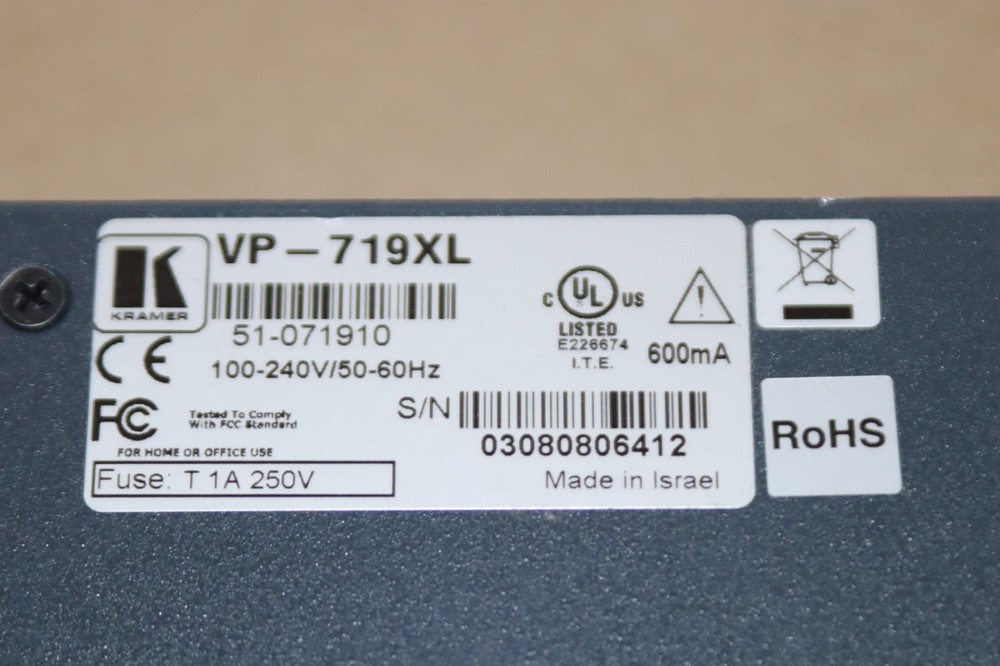 VP-719XL
KRAMER
51-071910
100-240V/50-60Hz
C UL US
LISTED
E226674
I.T.E.
600mA
CE
FC
Tested To Comply
With FCC Standard
FOR HOME OR OFFICE USE
Fuse: T 1A 250V
S/N
03080806412
Made in Israel
RoHS